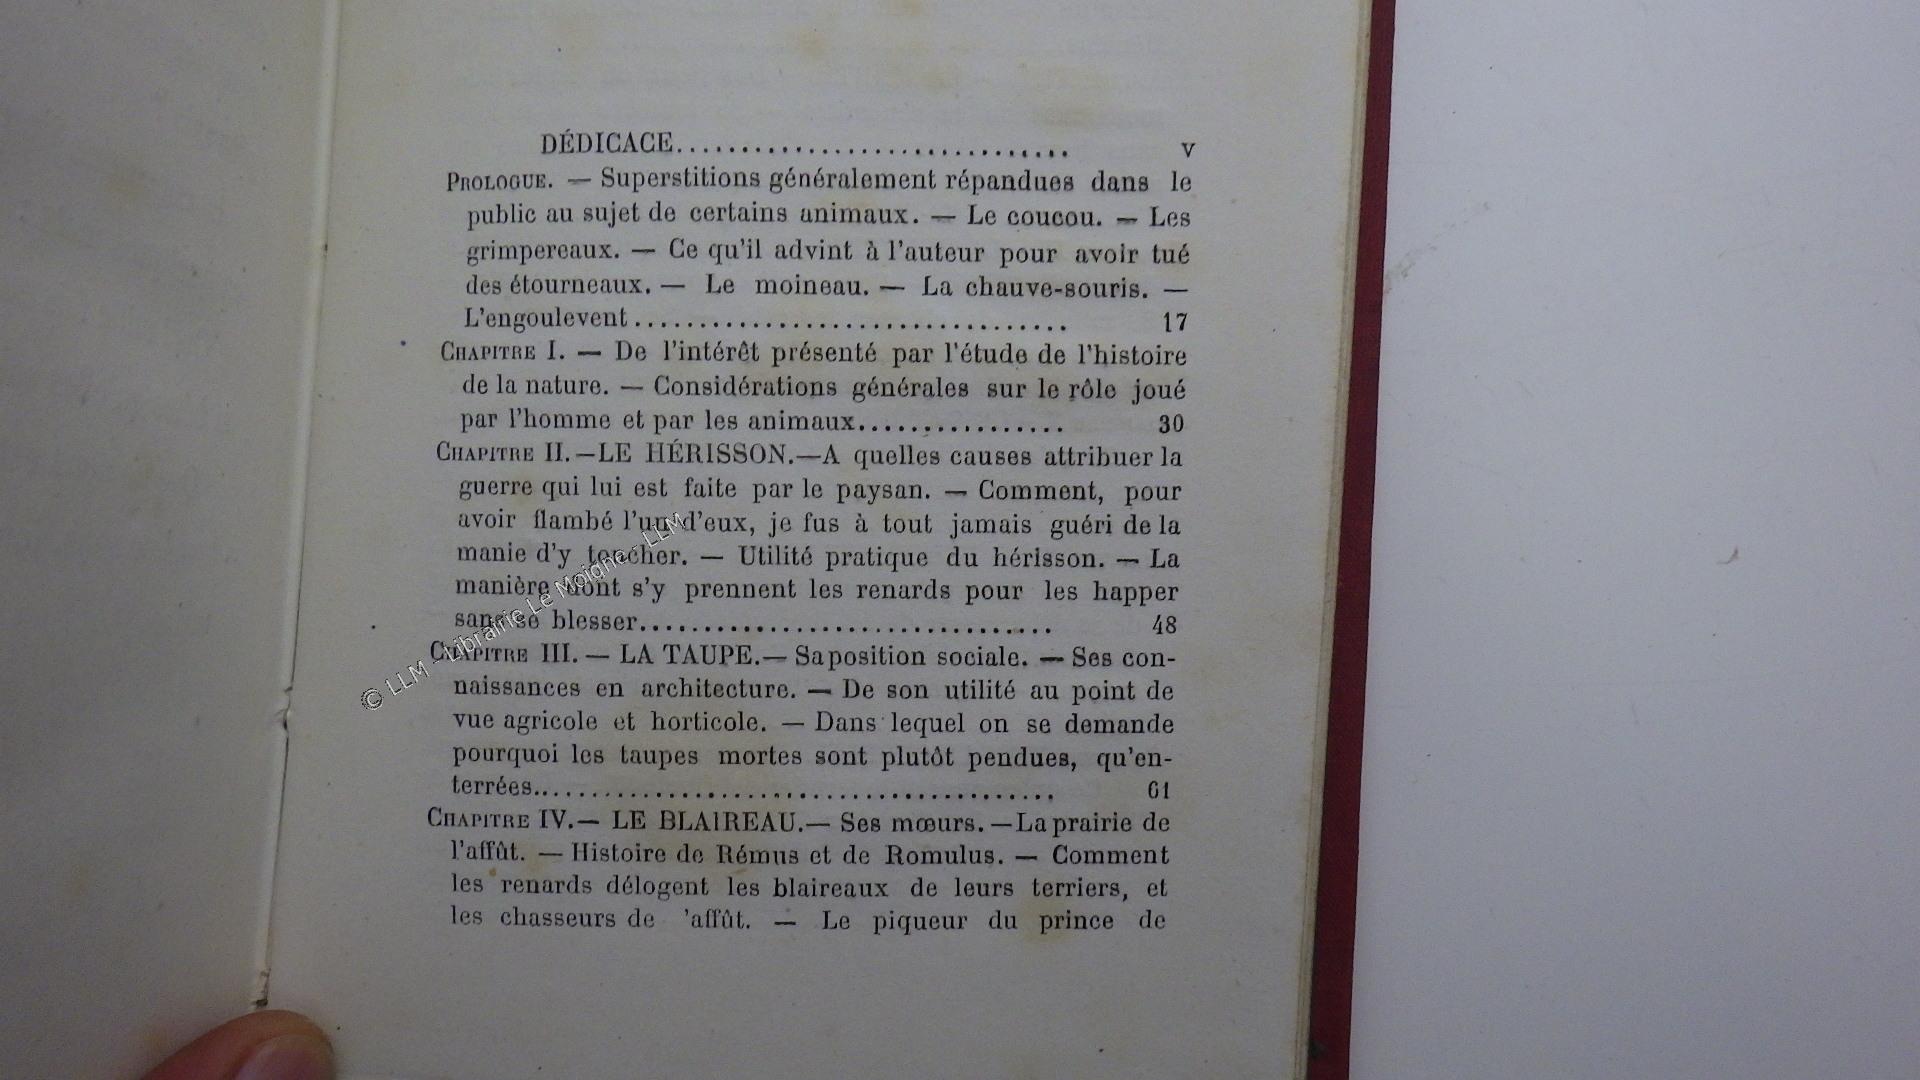 DÉDICACE............................... v
PROLOGUE. — Superstitions généralement répandues dans le
public au sujet de certains animaux. — Le coucou. — Les
grimpereaux. — Ce qu'il advint à l'auteur pour avoir tué
des étourneaux. — Le moineau. — La chauve-souris. —
L'engoulevent.................................. 17
CHAPITRE I. — De l'intérêt présenté par l'étude de l'histoire
de la nature. — Considérations générales sur le rôle joué
par l'homme et par les animaux................ 30
CHAPITRE II.—LE HÉRISSON.—A quelles causes attribuer la
guerre qui lui est faite par le paysan. — Comment, pour
avoir flambé l'un d'eux, je fus à tout jamais guéri de la
manie d'y toucher. — Utilité pratique du hérisson. — La
manière dont s'y prennent les renards pour les happer
sans se blesser................................ 48
CHAPITRE III. — LA TAUPE.— Sa position sociale. — Ses con-
naissances en architecture. — De son utilité au point de
vue agricole et horticole. — Dans lequel on se demande
pourquoi les taupes mortes sont plutôt pendues, qu'en-
terrées........................................ 61
CHAPITRE IV.— LE BLAIREAU.— Ses mœurs. —La prairie de
l'affût. — Histoire de Rémus et de Romulus. — Comment
les renards délogent les blaireaux de leurs terriers, et
les chasseurs de 'affût. — Le piqueur du prince de
© LLM - Librairie Le Moigne - LLM